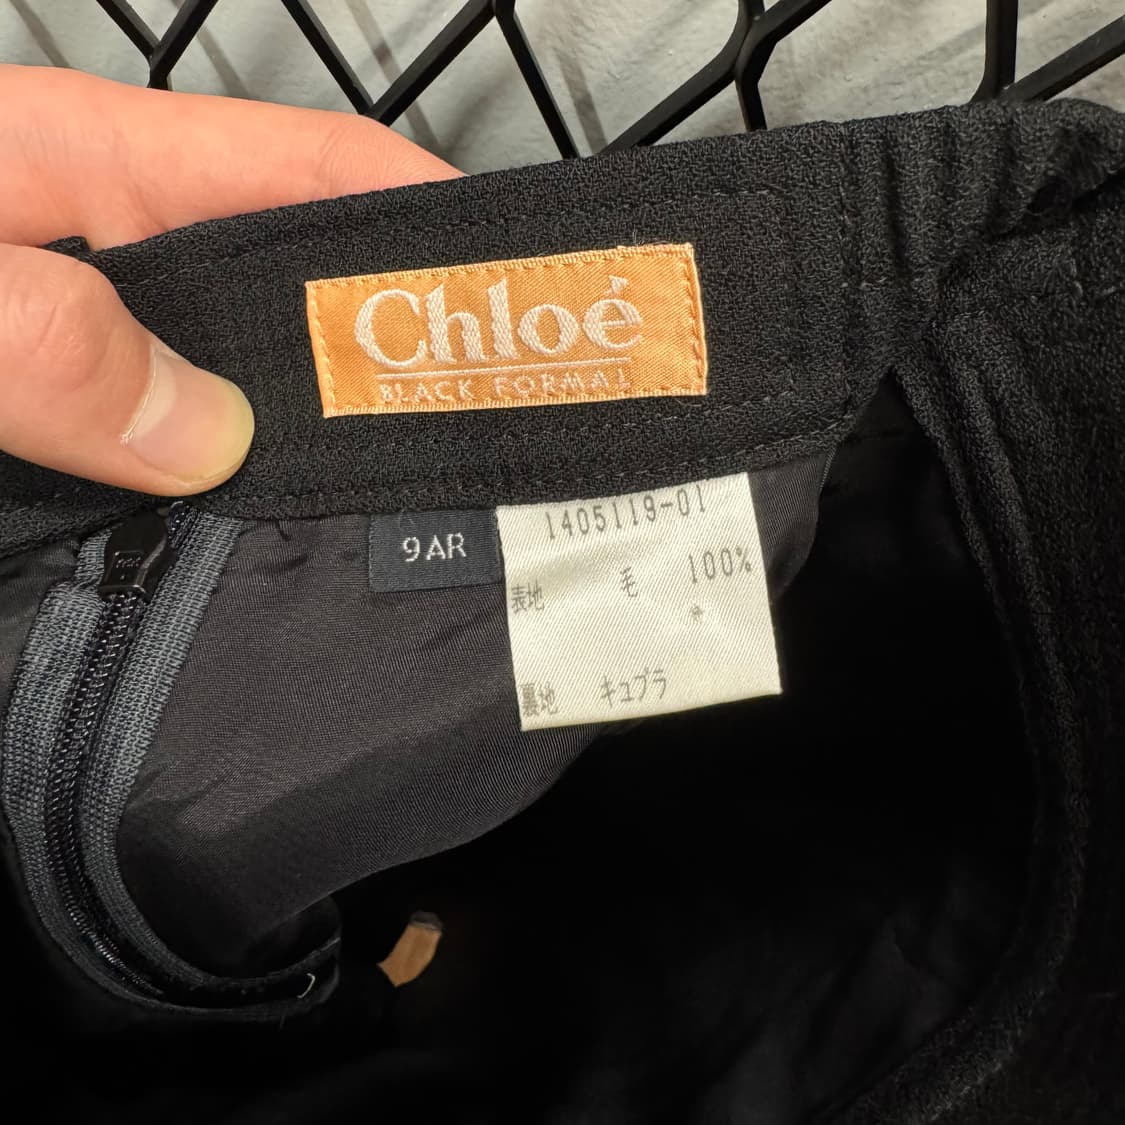 Chloé
BLACK FORMAL
9AR
1405119-01
表地 毛 100%
裏地 キュプラ